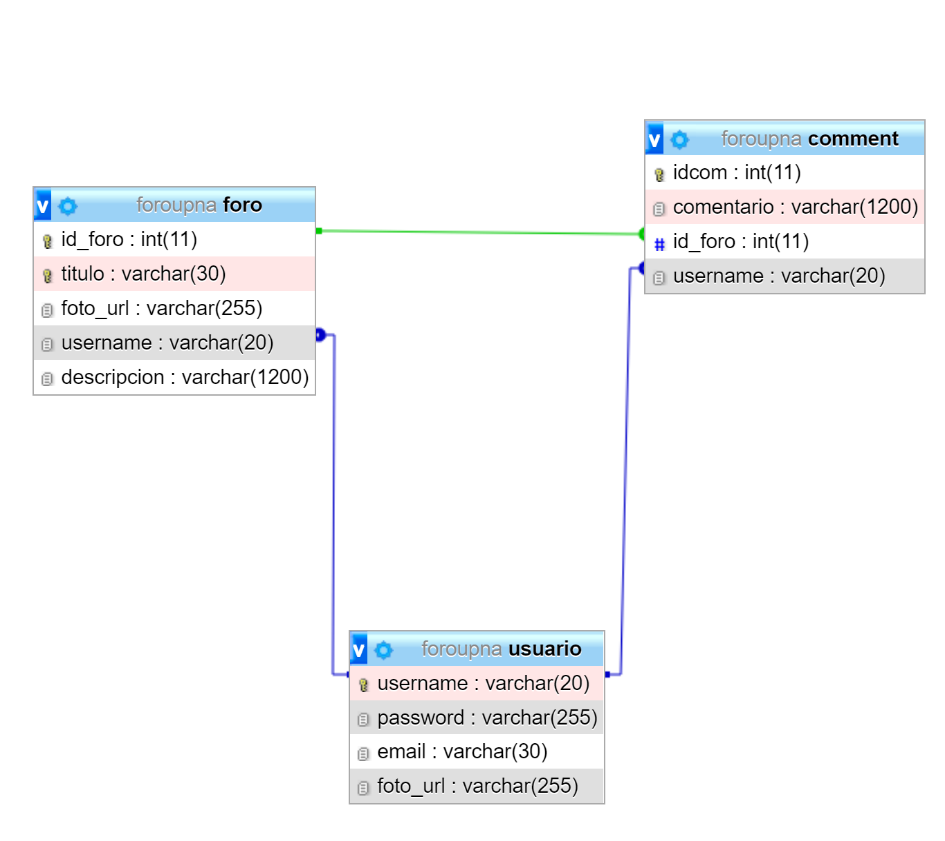 v foroupna foro
id_foro : int(11)
titulo : varchar(30)
foto_url : varchar(255)
username : varchar(20)
descripcion : varchar(1200)
v foroupna comment
idcom : int(11)
comentario : varchar(1200)
# id_foro : int(11)
username : varchar(20)
v foroupna usuario
username : varchar(20)
password : varchar(255)
email : varchar(30)
foto_url : varchar(255)